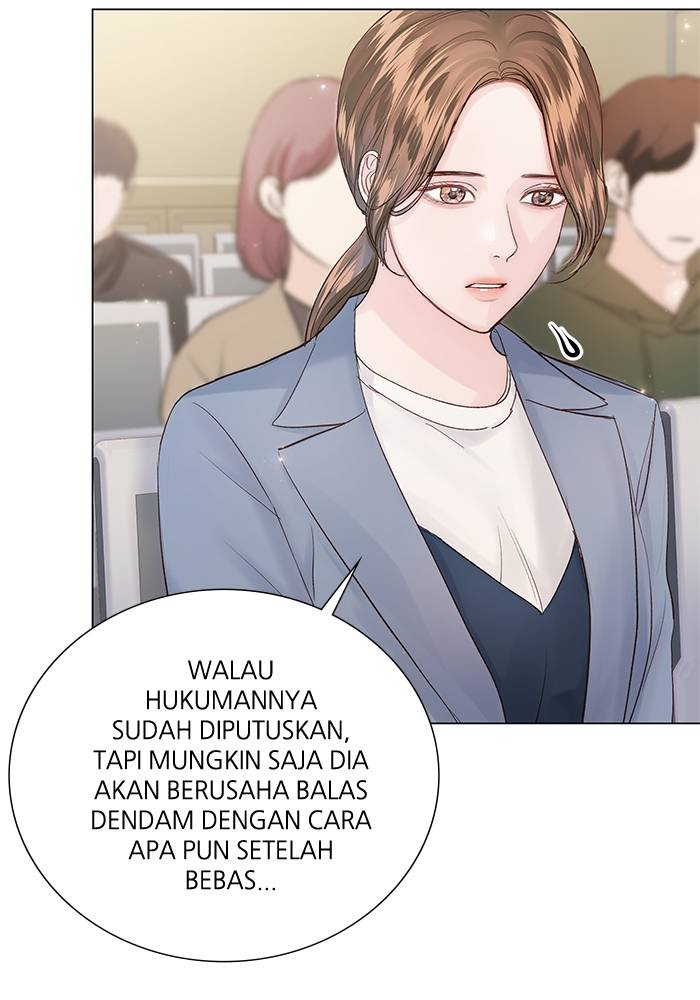 WALAU
HUKUMANNYA
SUDAH DIPUTUSKAN,
TAPI MUNGKIN SAJA DIA
AKAN BERUSAHA BALAS
DENDAM DENGAN CARA
APA PUN SETELAH
BEBAS...